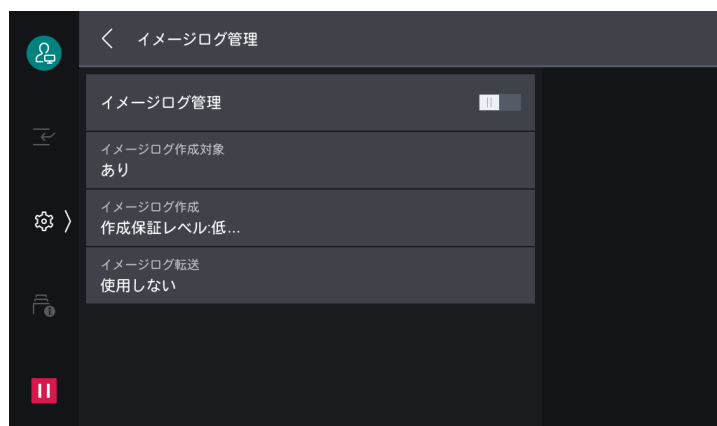 イメージログ管理
イメージログ管理
イメージログ作成対象
あり
イメージログ作成
作成保証レベル:低...
イメージログ転送
使用しない